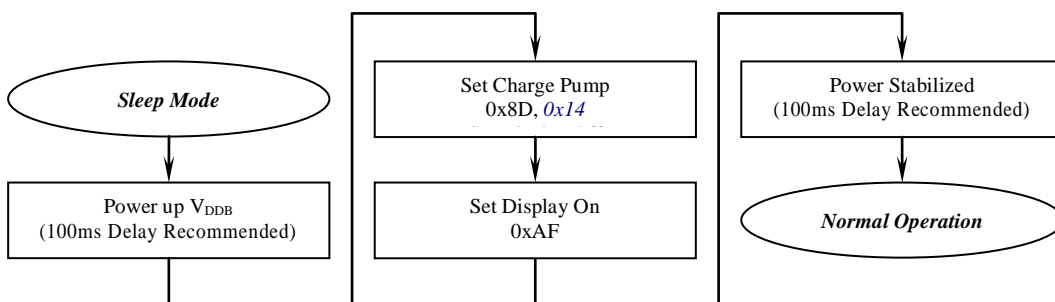 Sleep Mode
Power up VDDB
(100ms Delay Recommended)
Set Charge Pump
0x8D, 0x14
Set Display On
0xAF
Power Stabilized
(100ms Delay Recommended)
Normal Operation